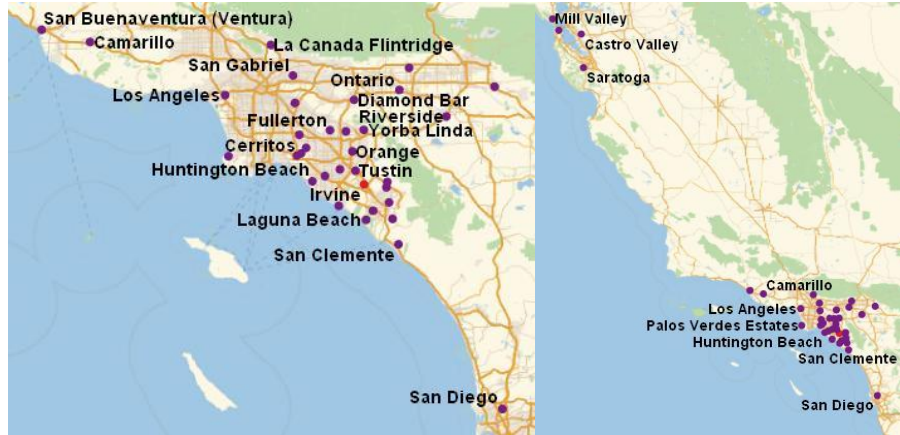 San Buenaventura (Ventura)
Camarillo
La Canada Flintridge
San Gabriel
Ontario
Los Angeles
Diamond Bar
Riverside
Fullerton
Yorba Linda
Cerritos
Orange
Huntington Beach
Tustin
Irvine
Laguna Beach
San Clemente
San Diego
Mill Valley
Castro Valley
Saratoga
Camarillo
Los Angeles
Palos Verdes Estates
Huntington Beach
San Clemente
San Diego